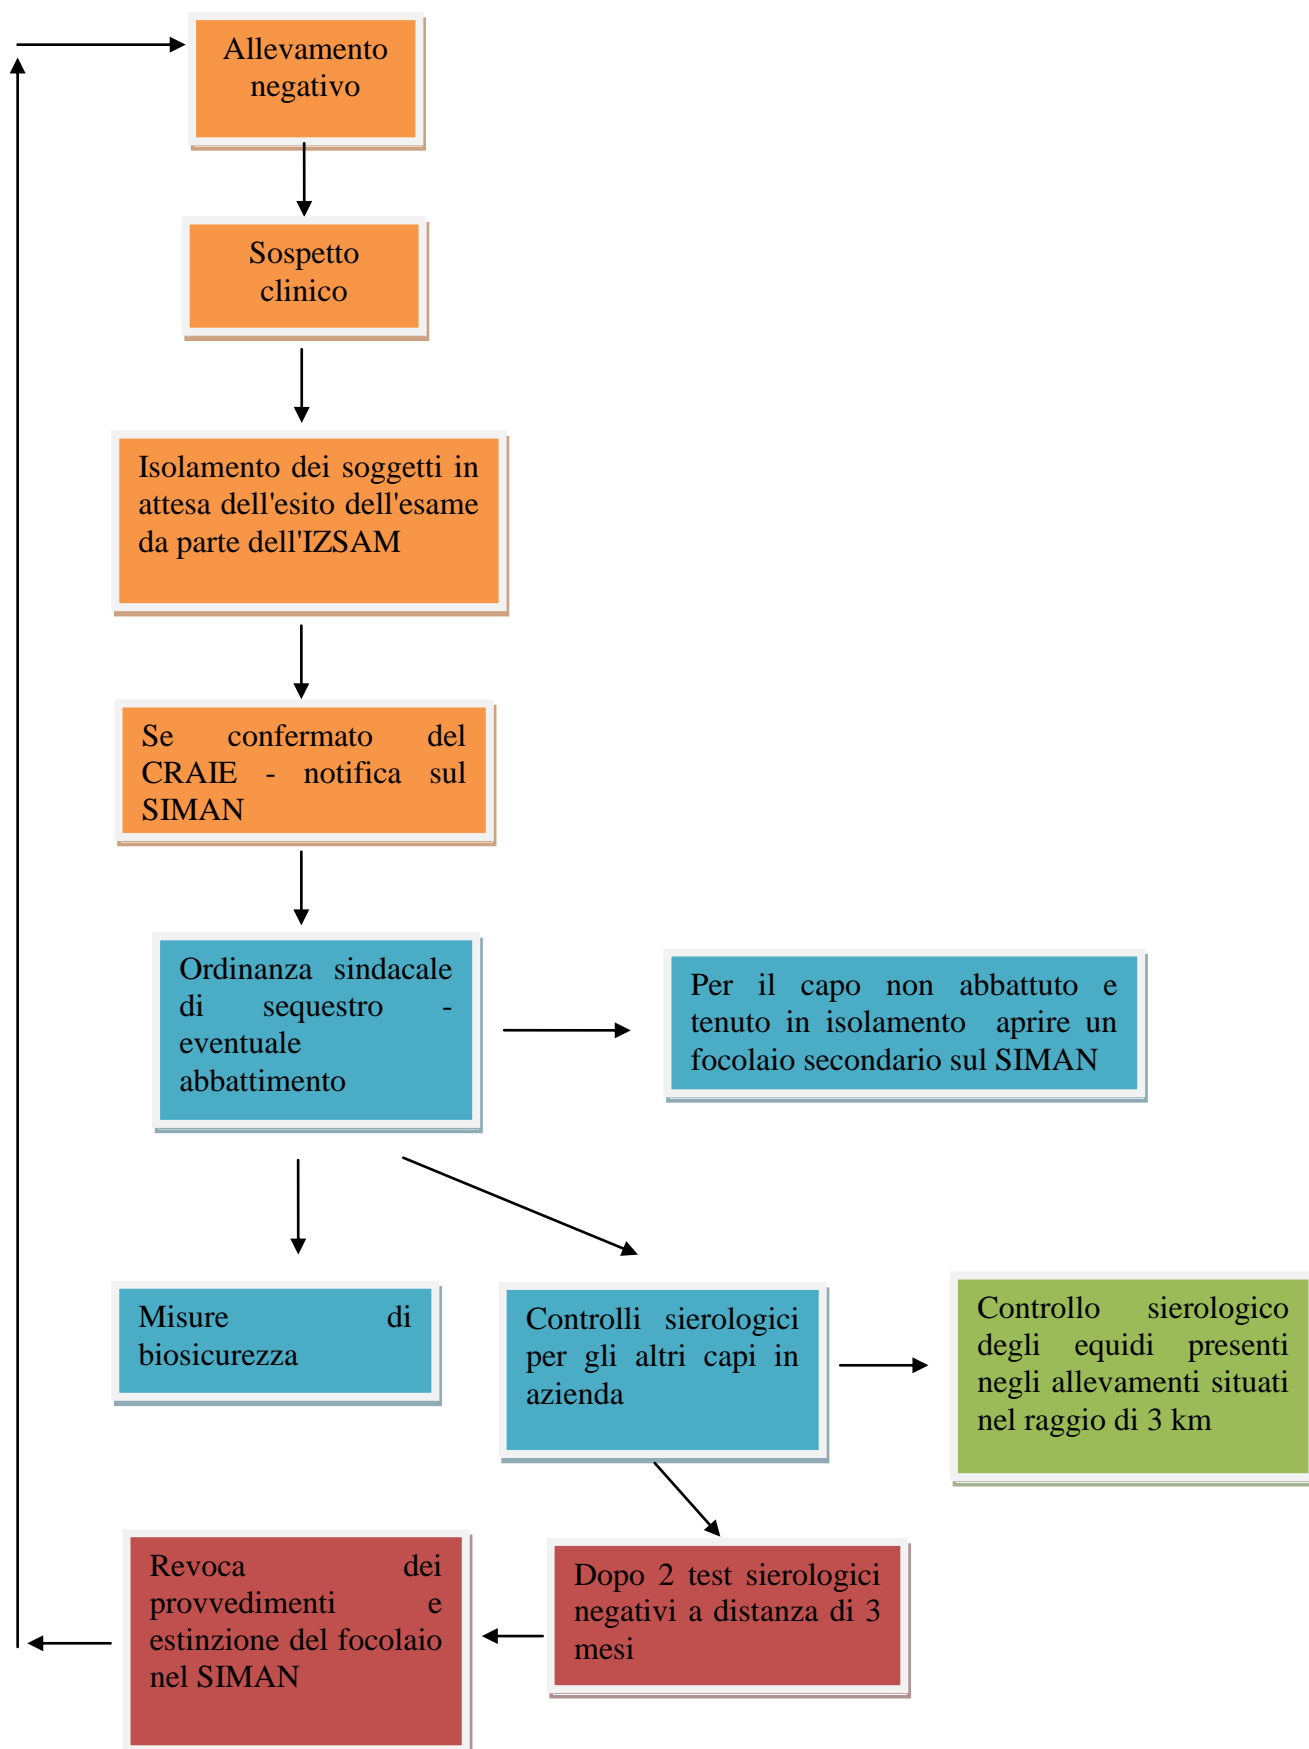 Allevamento
negativo
Sospetto
clinico
Isolamento dei soggetti in
attesa dell'esito dell'esame
da parte dell'IZSAM
Se confermato del
CRAIE - notifica sul
SIMAN
Ordinanza sindacale
di sequestro -
eventuale
abbattimento
Per il capo non abbattuto e
tenuto in isolamento aprire un
focolaio secondario sul SIMAN
Misure di
biosicurezza
Controlli sierologici
per gli altri capi in
azienda
Controllo sierologico
degli equidi presenti
negli allevamenti situati
nel raggio di 3 km
Revoca dei
provvedimenti e
estinzione del focolaio
nel SIMAN
Dopo 2 test sierologici
negativi a distanza di 3
mesi